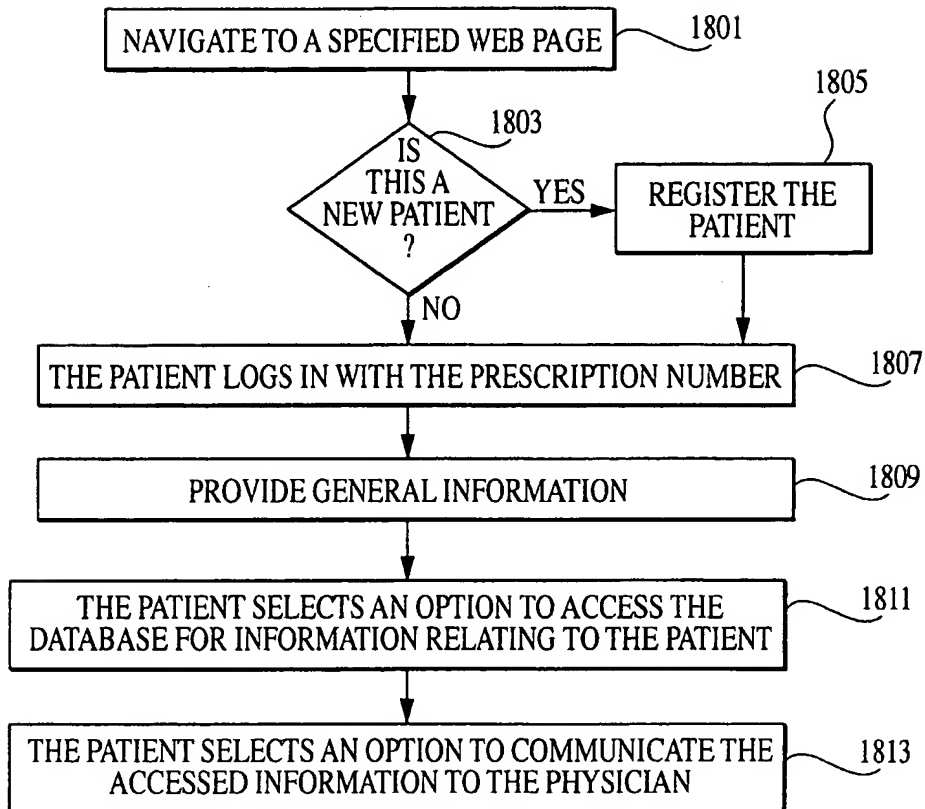 NAVIGATE TO A SPECIFIED WEB PAGE
1801
1803
IS
THIS A
NEW PATIENT
?
YES
1805
REGISTER THE
PATIENT
NO
THE PATIENT LOGS IN WITH THE PRESCRIPTION NUMBER
1807
PROVIDE GENERAL INFORMATION
1809
THE PATIENT SELECTS AN OPTION TO ACCESS THE
DATABASE FOR INFORMATION RELATING TO THE PATIENT
1811
THE PATIENT SELECTS AN OPTION TO COMMUNICATE THE
ACCESSED INFORMATION TO THE PHYSICIAN
1813